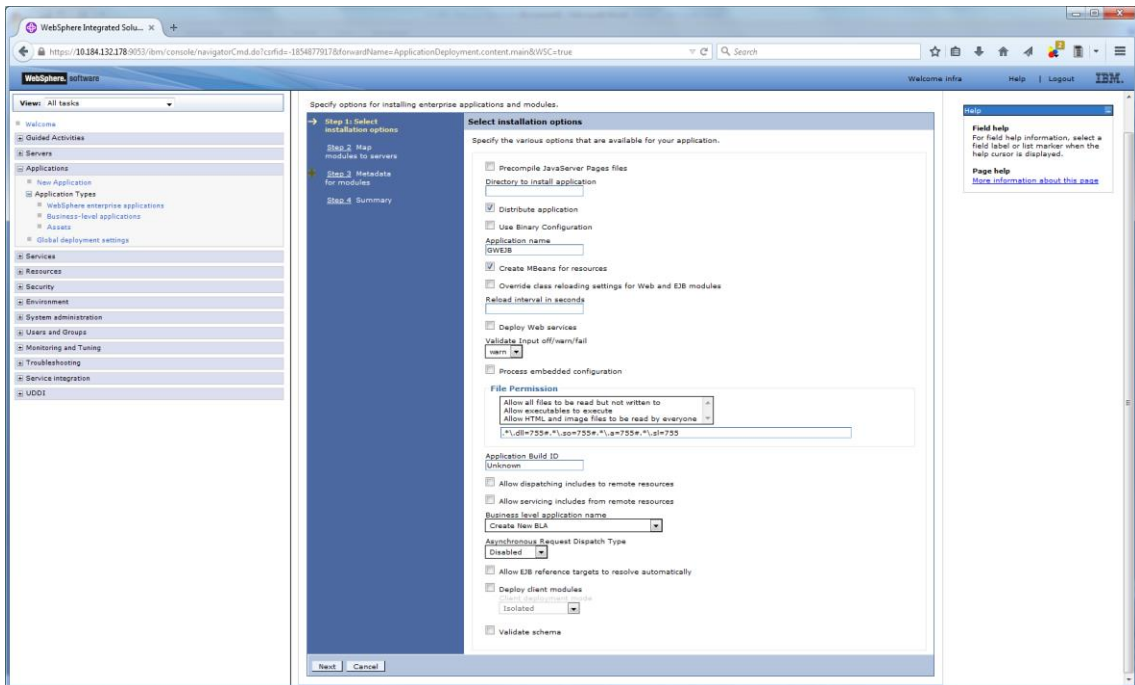 WebSphere Integrated Solu...
https://10.184.132.178:9053/ibm/console/navigatorCmd.do?csrfid=-1854877917&forwardName=ApplicationDeployment.content.main&WSC=true
Search
2
WebSphere. software
Welcome infra
Help | Logout
IBM.
View: All tasks
Welcome
Guided Activities
Servers
Applications
New Application
Application Types
WebSphere enterprise applications
Business-level applications
Assets
Global deployment settings
Services
Resources
Security
Environment
System administration
Users and Groups
Monitoring and Tuning
Troubleshooting
Service integration
UDDI
Specify options for installing enterprise applications and modules.
Step 1: Select
installation options
Step 2 Map
modules to servers
Step 3 Metadata
for modules
Step 4 Summary
Select installation options
Specify the various options that are available for your application.
Precompile JavaServer Pages files
Directory to install application
Distribute application
Use Binary Configuration
Application name
GWEJB
Create MBeans for resources
Override class reloading settings for Web and EJB modules
Reload interval in seconds
Deploy Web services
Validate Input off/warn/fail
warn
Process embedded configuration
File Permission
Allow all files to be read but not written to
Allow executables to execute
Allow HTML and image files to be read by everyone
.*\.dll=755#.*\.so=755#.*\.a=755#.*\.sl=755
Application Build ID
Unknown
Allow dispatching includes to remote resources
Allow servicing includes from remote resources
Business level application name
Create New BLA
Asynchronous Request Dispatch Type
Disabled
Allow EJB reference targets to resolve automatically
Deploy client modules
Client deployment mode
Isolated
Validate schema
Next
Cancel
Help
Field help
For field help information, select a
field label or list marker when the
help cursor is displayed.
Page help
More information about this page